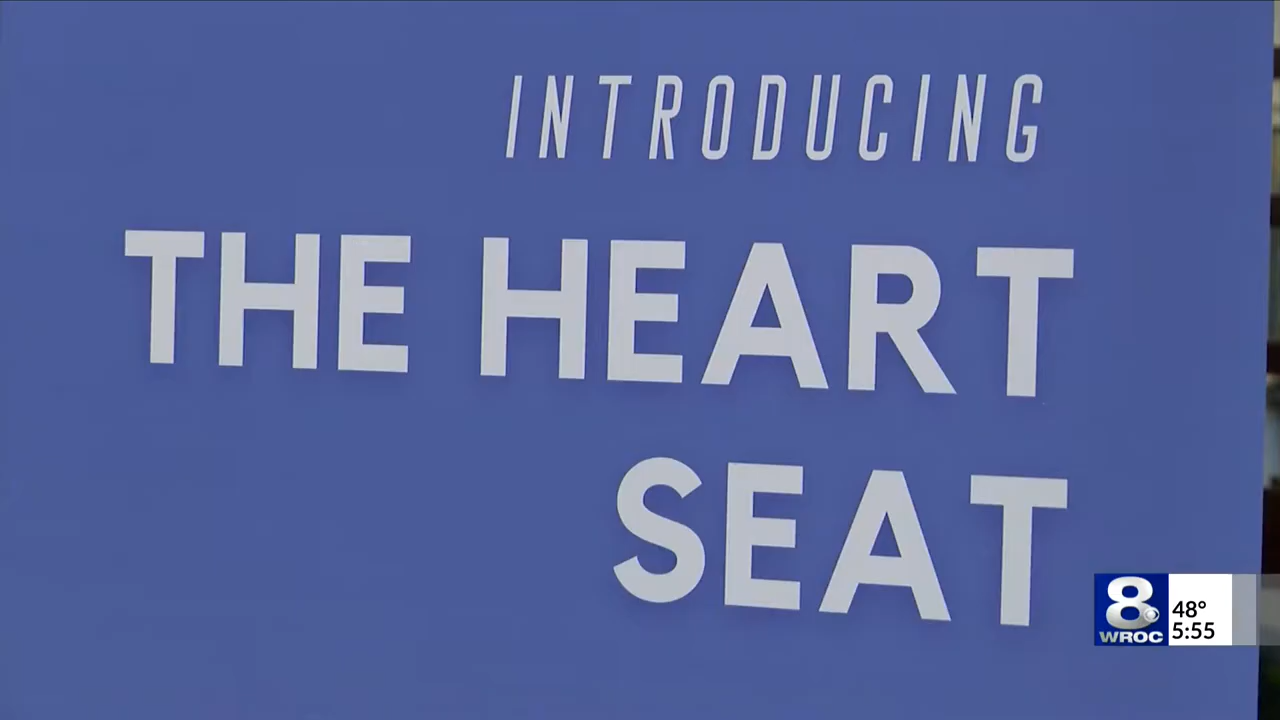 INTRODUCING
THE HEART
SEAT
8
WROC
48°
5:55